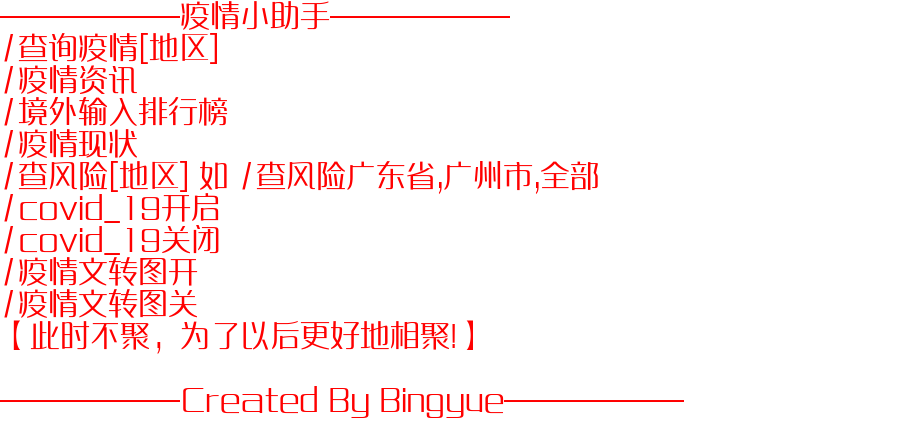 ——————疫情小助手——————
/查询疫情[地区]
/疫情资讯
/境外输入排行榜
/疫情现状
/查风险[地区] 如 /查风险广东省,广州市,全部
/covid_19开启
/covid_19关闭
/疫情文转图开
/疫情文转图关
【此时不聚，为了以后更好地相聚!】
——————Created By Bingyue——————